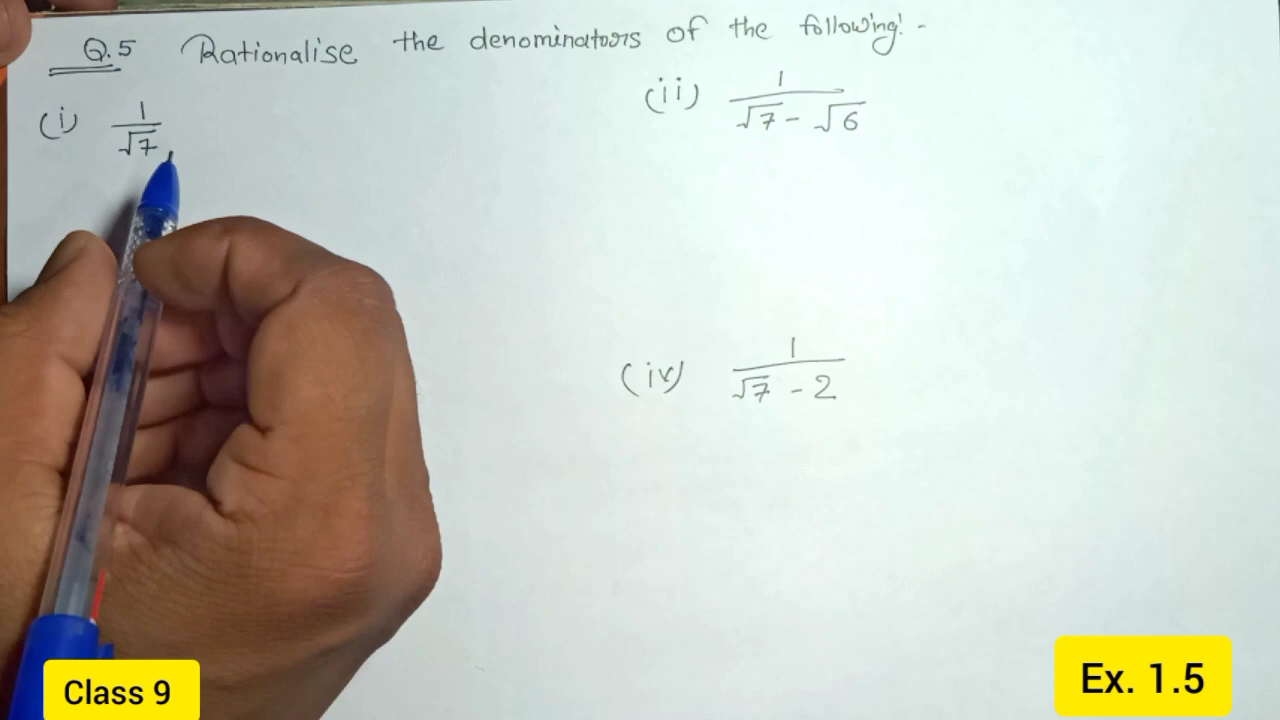 Q.5 Rationalise the denominators of the following:-
(i) 1/√7
(ii) 1/(√7 - √6)
(iv) 1/(√7 - 2)
Class 9
Ex. 1.5